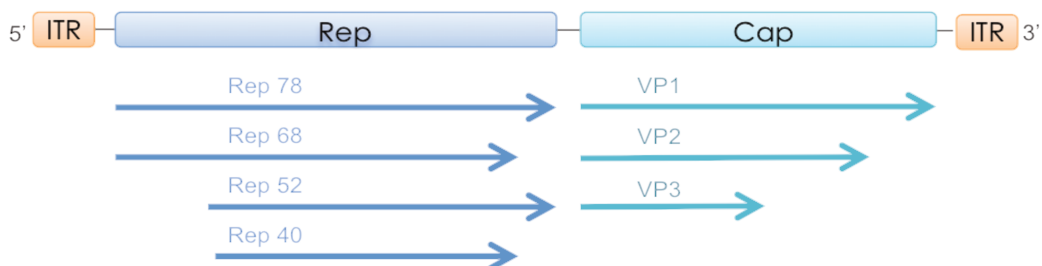 5' ITR Rep Cap ITR 3'
Rep 78 VP1
Rep 68 VP2
Rep 52 VP3
Rep 40